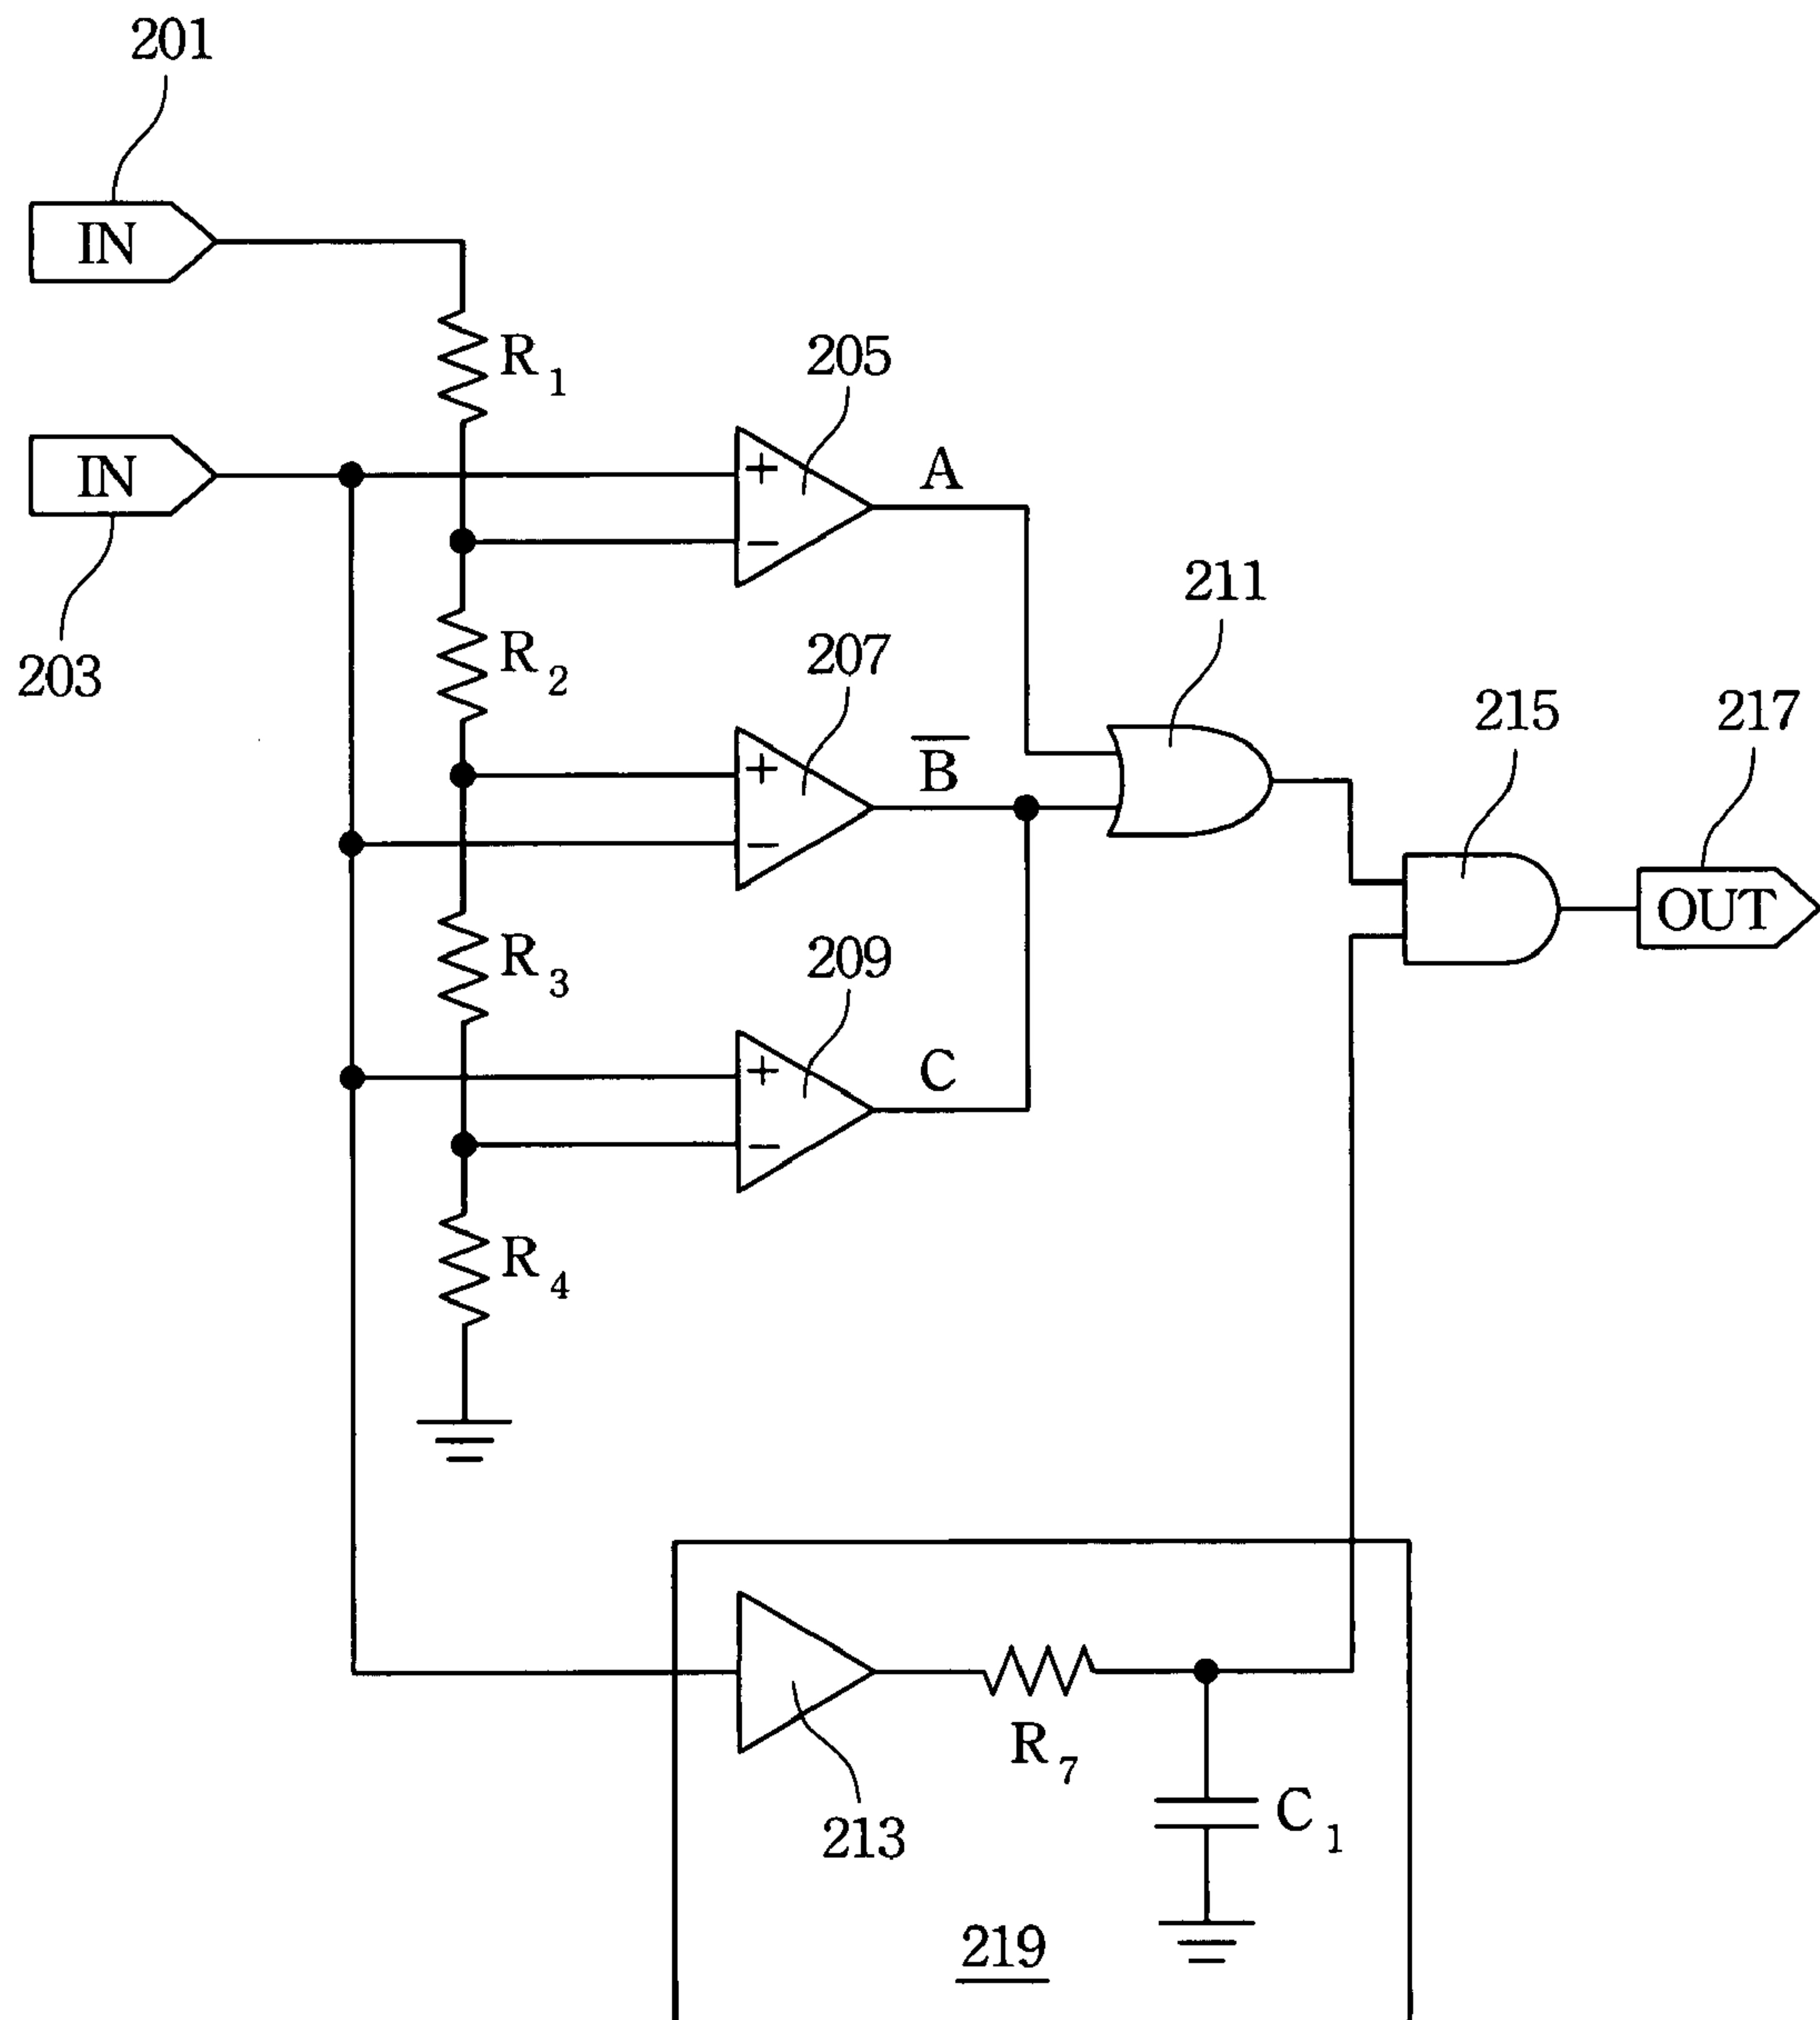 201
IN
R1
205
IN
+
A
−
203
211
R2
207
215
217
+
B̅
−
OUT
R3
209
+
C
−
R4
R7
213
C1
219